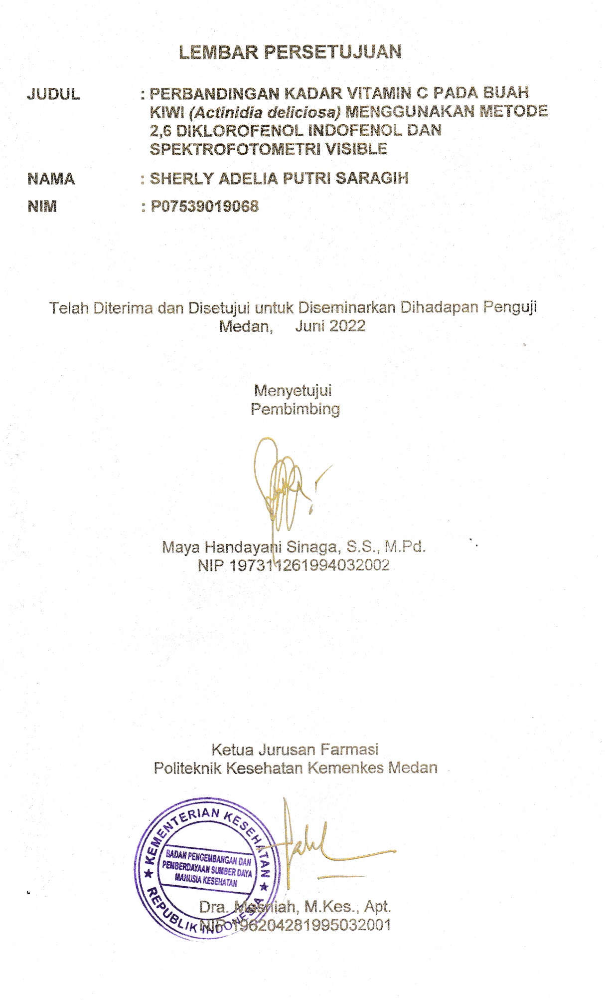 LEMBAR PERSETUJUAN
JUDUL : PERBANDINGAN KADAR VITAMIN C PADA BUAH
KIWI (Actinidia deliciosa) MENGGUNAKAN METODE
2,6 DIKLOROFENOL INDOFENOL DAN
SPEKTROFOTOMETRI VISIBLE
NAMA : SHERLY ADELIA PUTRI SARAGIH
NIM : P07539019068
Telah Diterima dan Disetujui untuk Diseminarkan Dihadapan Penguji
Medan, Juni 2022
Menyetujui
Pembimbing
Maya Handayani Sinaga, S.S., M.Pd.
NIP 197311261994032002
Ketua Jurusan Farmasi
Politeknik Kesehatan Kemenkes Medan
KEMENTERIAN KESEHATAN
BADAN PENGEMBANGAN DAN
PEMBERDAYAAN SUMBER DAYA
MANUSIA KESEHATAN
REPUBLIK INDONESIA
Dra. Masniah, M.Kes., Apt.
NIP 196204281995032001